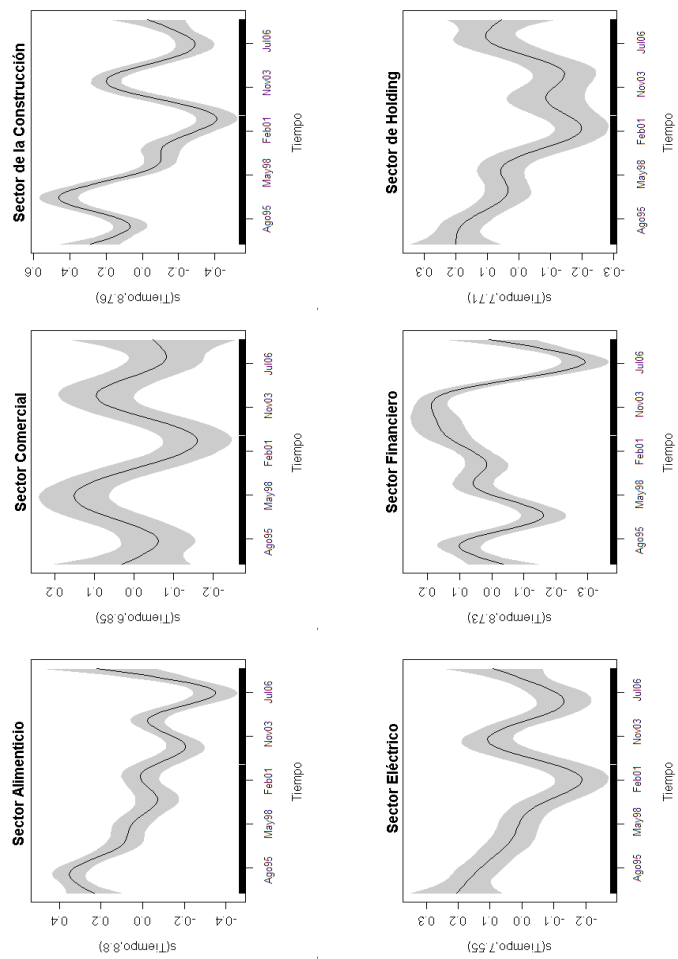 Sector Alimenticio
s(Tiempo,8.8)
0.4
0.2
0.0
-0.2
-0.4
Ago95 May98 Feb01 Nov03 Jul06
Tiempo
Sector Comercial
s(Tiempo,6.85)
0.2
0.1
0.0
-0.1
-0.2
Ago95 May98 Feb01 Nov03 Jul06
Tiempo
Sector de la Construcción
s(Tiempo,8.76)
0.6
0.4
0.2
0.0
-0.2
-0.4
Ago95 May98 Feb01 Nov03 Jul06
Tiempo
Sector Eléctrico
s(Tiempo,7.55)
0.3
0.2
0.1
0.0
-0.1
-0.2
Ago95 May98 Feb01 Nov03 Jul06
Tiempo
Sector Financiero
s(Tiempo,8.73)
0.2
0.1
0.0
-0.1
-0.2
-0.3
Ago95 May98 Feb01 Nov03 Jul06
Tiempo
Sector de Holding
s(Tiempo,7.71)
0.3
0.2
0.1
0.0
-0.1
-0.2
-0.3
Ago95 May98 Feb01 Nov03 Jul06
Tiempo